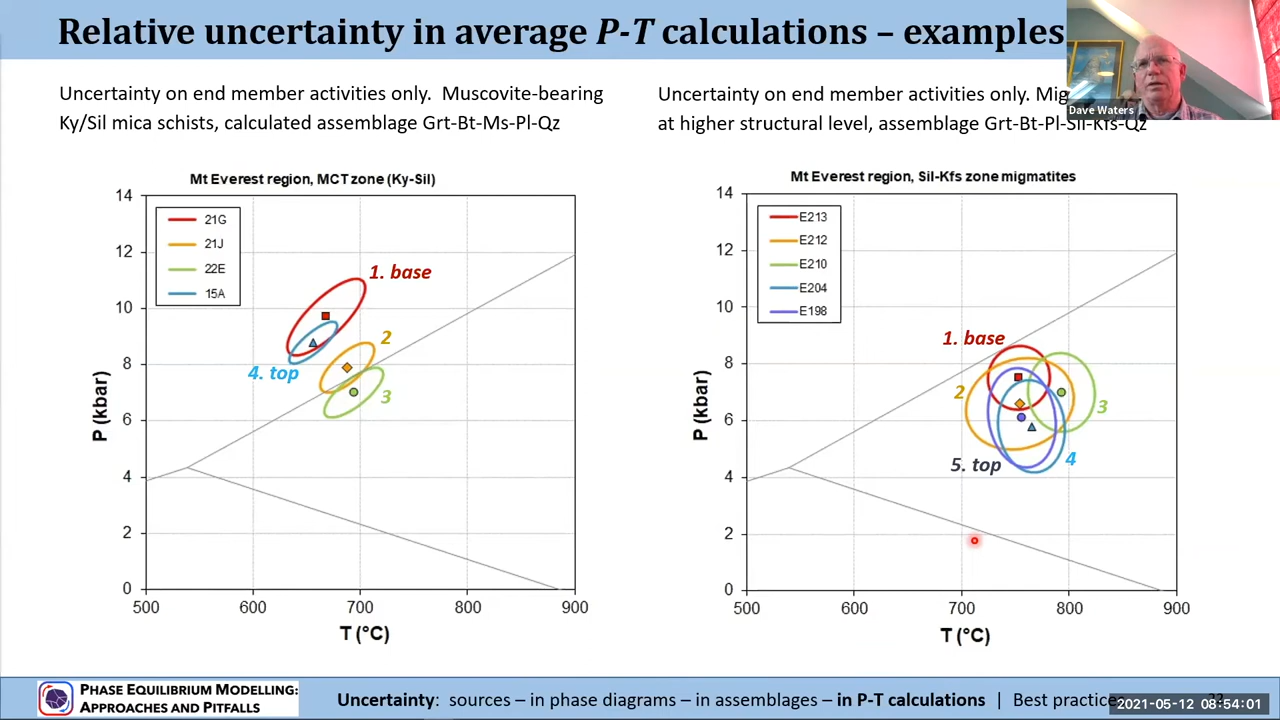 Relative uncertainty in average P-T calculations – examples
Dave Waters
Uncertainty on end member activities only. Muscovite-bearing
Ky/Sil mica schists, calculated assemblage Grt-Bt-Ms-Pl-Qz
Uncertainty on end member activities only.
at higher structural level, assemblage Grt-Bt-Pl-Sil-Kfs-Qz
Mt Everest region, MCT zone (Ky-Sil)
14
12
10
8
6
4
2
0
P (kbar)
21G
21J
22E
15A
1. base
2
3
4. top
500 600 700 800 900
T (°C)
Mt Everest region, Sil-Kfs zone migmatites
14
12
10
8
6
4
2
0
P (kbar)
E213
E212
E210
E204
E198
1. base
2
3
4
5. top
500 600 700 800 900
T (°C)
PHASE EQUILIBRIUM MODELLING:
APPROACHES AND PITFALLS
Uncertainty: sources – in phase diagrams – in assemblages – in P-T calculations | Best practice
2021-05-12 08:54:01